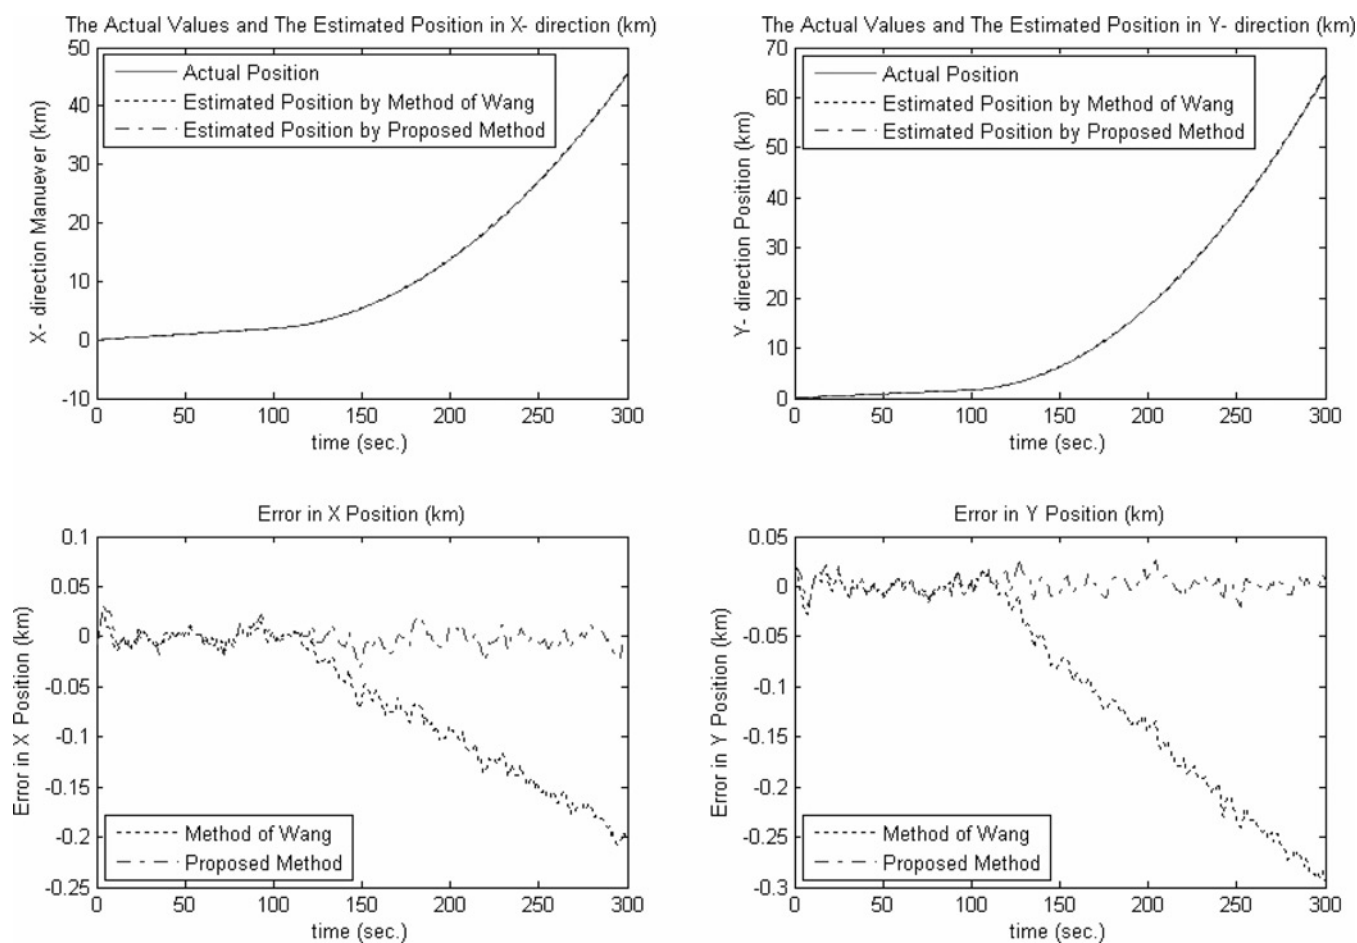 The Actual Values and The Estimated Position in X- direction (km)
50
40
30
20
10
0
-10
X- direction Manuever (km)
Actual Position
Estimated Position by Method of Wang
Estimated Position by Proposed Method
0 50 100 150 200 250 300
time (sec.)
The Actual Values and The Estimated Position in Y- direction (km)
70
60
50
40
30
20
10
0
Y- direction Position (km)
Actual Position
Estimated Position by Method of Wang
Estimated Position by Proposed Method
0 50 100 150 200 250 300
time (sec.)
Error in X Position (km)
0.1
0.05
0
-0.05
-0.1
-0.15
-0.2
-0.25
Error in X Position (km)
Method of Wang
Proposed Method
0 50 100 150 200 250 300
time (sec.)
Error in Y Position (km)
0.05
0
-0.05
-0.1
-0.15
-0.2
-0.25
-0.3
Error in Y Position (km)
Method of Wang
Proposed Method
0 50 100 150 200 250 300
time (sec.)